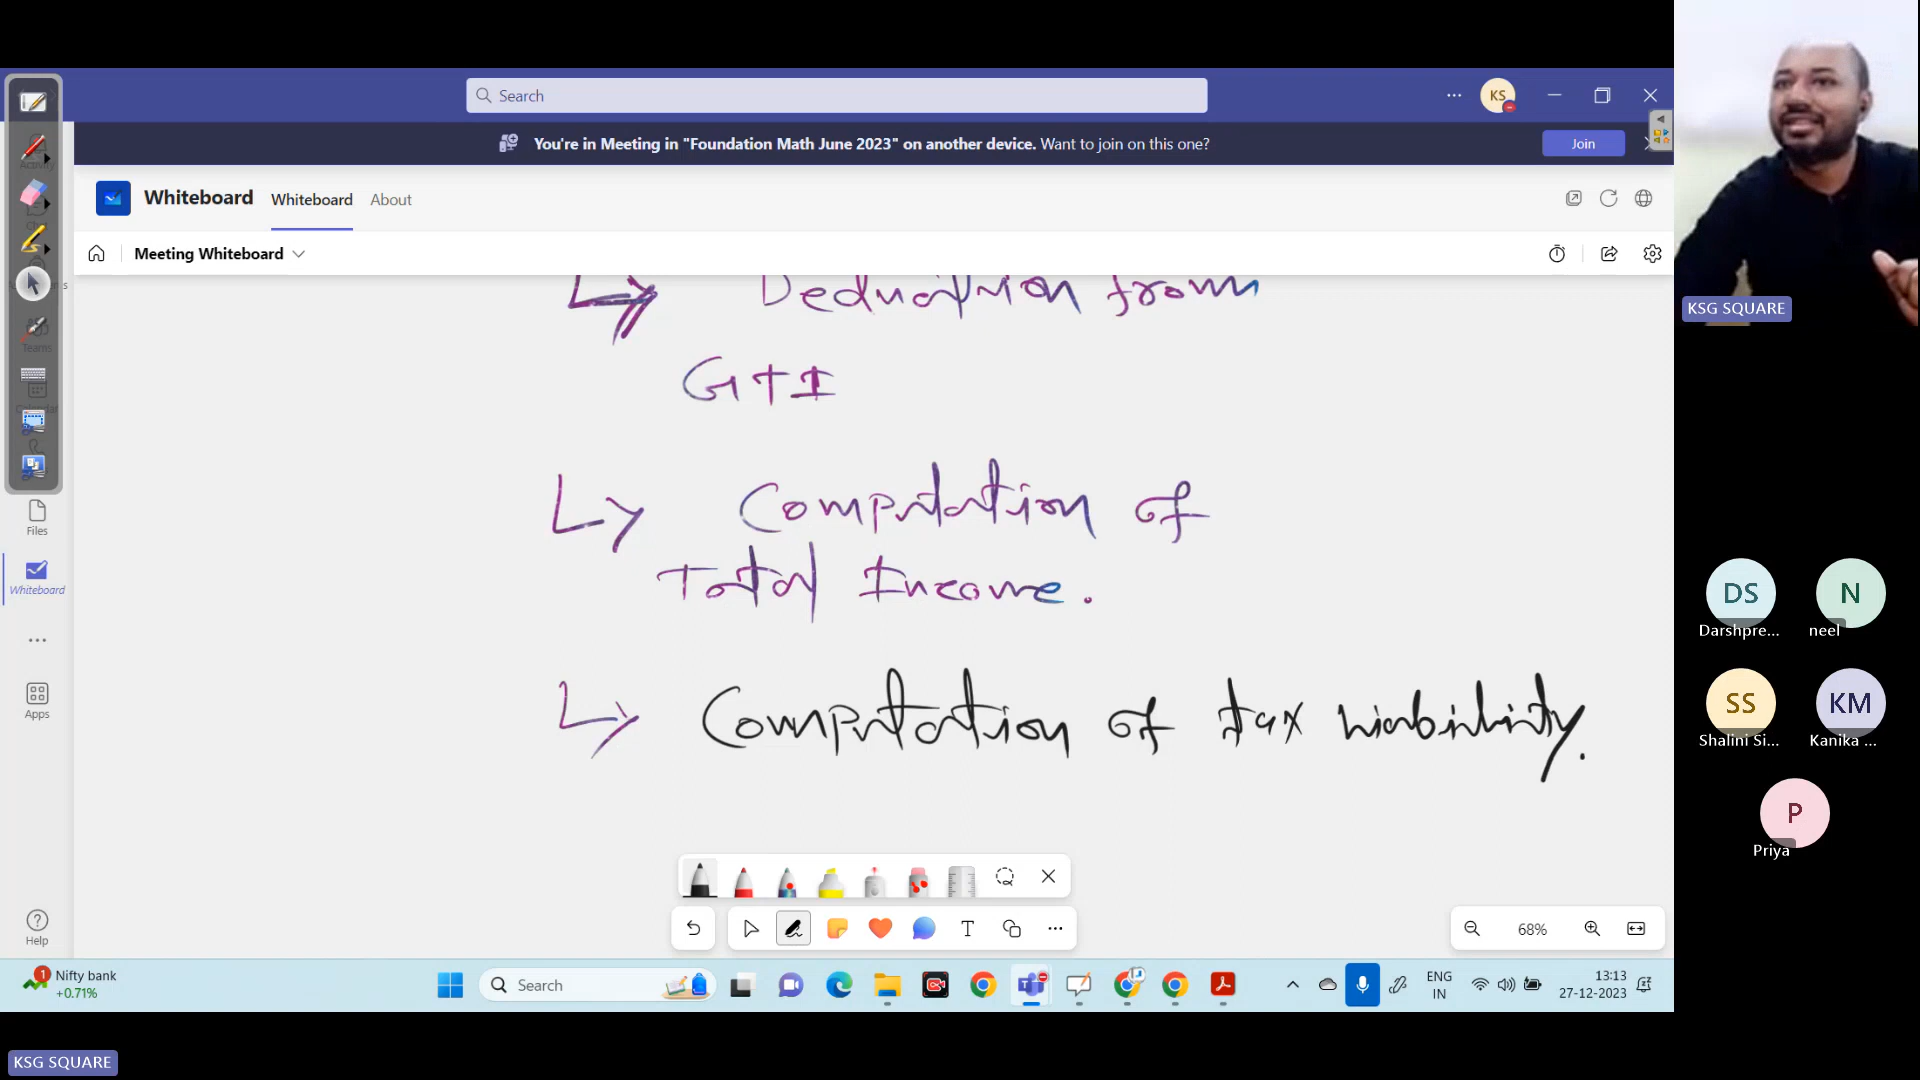 Search
KS
You're in Meeting in "Foundation Math June 2023" on another device. Want to join on this one?
Join
Whiteboard
Whiteboard
About
Meeting Whiteboard
KSG SQUARE
Deduction from
GTI
Computation of
Total Income.
Computation of tax liability.
Teams
Files
Whiteboard
Apps
Help
DS
Darshpre...
N
neel
SS
Shalini Si...
KM
Kanika ...
P
Priya
T
68%
1
Nifty bank
+0.71%
Search
ENG
IN
13:13
27-12-2023
KSG SQUARE